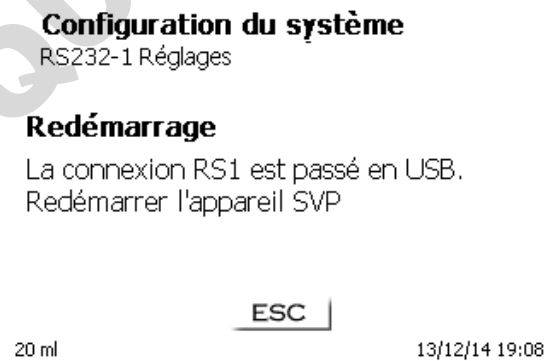 Configuration du système
RS232-1 Réglages
Redémarrage
La connexion RS1 est passé en USB.
Redémarrer l'appareil SVP
ESC
20 ml
13/12/14 19:08